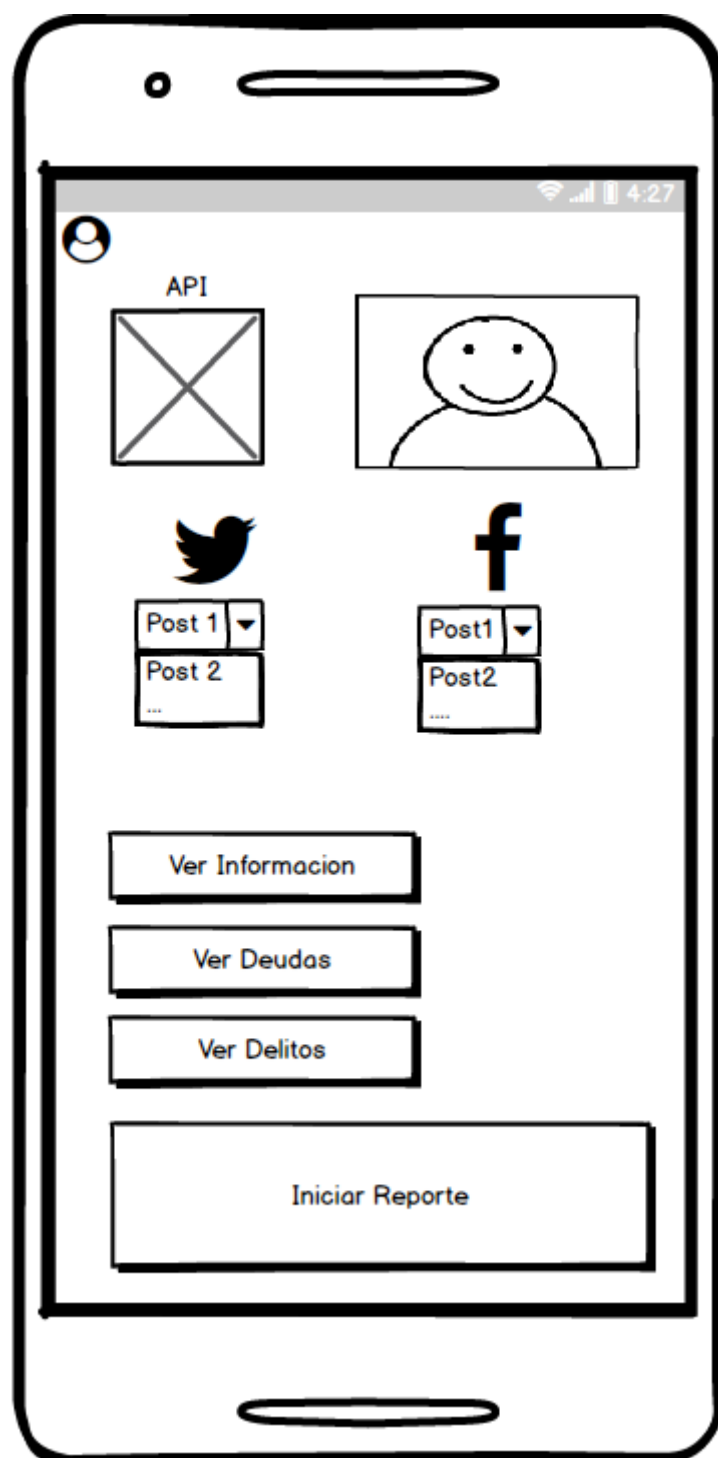 4:27
API
Post 1
Post 2
...
Post1
Post2
....
Ver Informacion
Ver Deudas
Ver Delitos
Iniciar Reporte